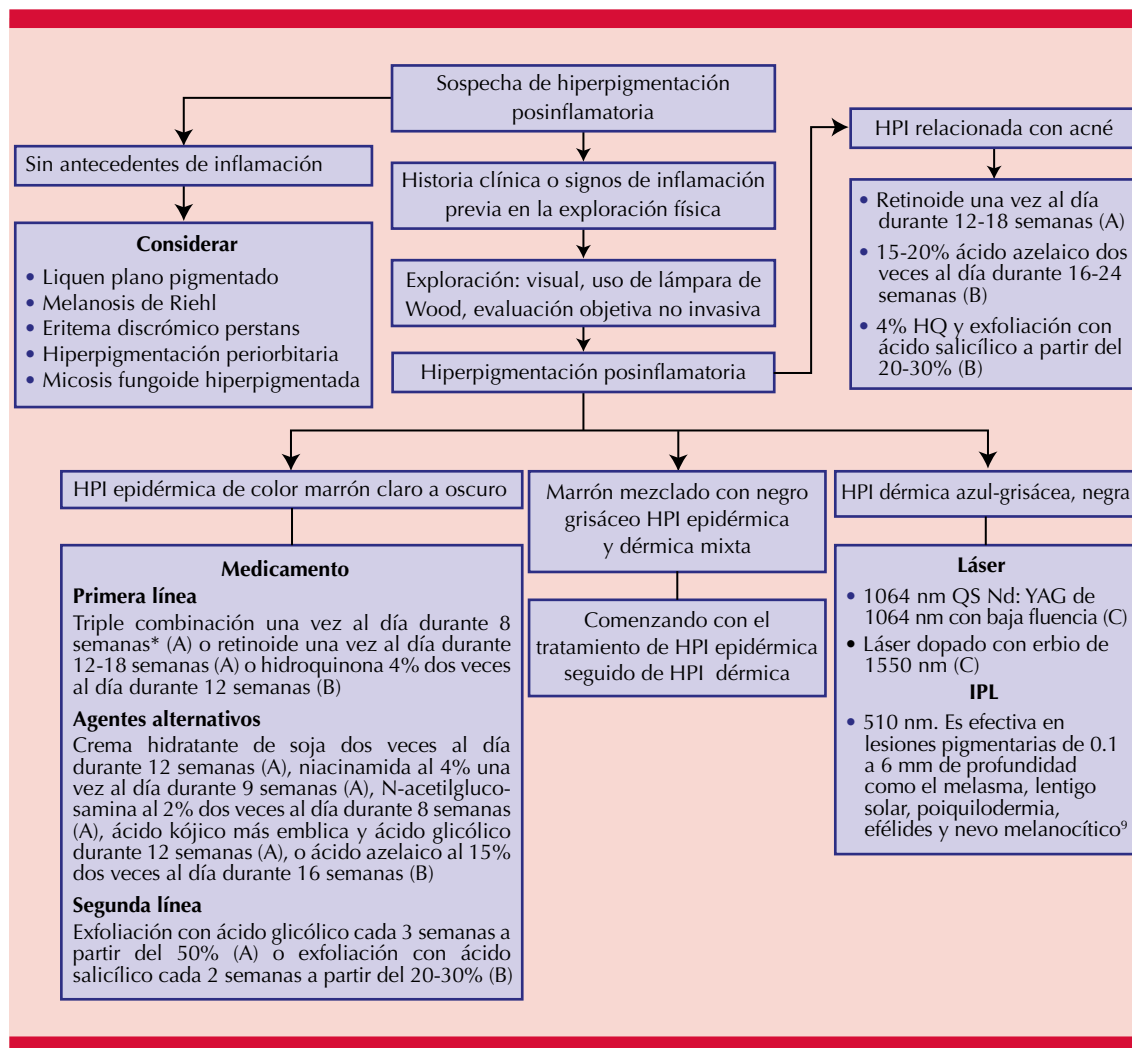 Sospecha de hiperpigmentación
posinflamatoria
Sin antecedentes de inflamación
Considerar
• Liquen plano pigmentado
• Melanosis de Riehl
• Eritema discrómico perstans
• Hiperpigmentación periorbitaria
• Micosis fungoide hiperpigmentada
Historia clínica o signos de inflamación
previa en la exploración física
Exploración: visual, uso de lámpara de
Wood, evaluación objetiva no invasiva
Hiperpigmentación posinflamatoria
HPI relacionada con acné
• Retinoide una vez al día
durante 12-18 semanas (A)
• 15-20% ácido azelaico dos
veces al día durante 16-24
semanas (B)
• 4% HQ y exfoliación con
ácido salicílico a partir del
20-30% (B)
HPI epidérmica de color marrón claro a oscuro
Medicamento
Primera línea
Triple combinación una vez al día durante 8
semanas* (A) o retinoide una vez al día durante
12-18 semanas (A) o hidroquinona 4% dos veces
al día durante 12 semanas (B)
Agentes alternativos
Crema hidratante de soja dos veces al día
durante 12 semanas (A), niacinamida al 4% una
vez al día durante 9 semanas (A), N-acetilgluco-
samina al 2% dos veces al día durante 8 semanas
(A), ácido kójico más emblica y ácido glicólico
durante 12 semanas (A), o ácido azelaico al 15%
dos veces al día durante 16 semanas (B)
Segunda línea
Exfoliación con ácido glicólico cada 3 semanas a
partir del 50% (A) o exfoliación con ácido
salicílico cada 2 semanas a partir del 20-30% (B)
Marrón mezclado con negro
grisáceo HPI epidérmica
y dérmica mixta
Comenzando con el
tratamiento de HPI epidérmica
seguido de HPI dérmica
HPI dérmica azul-grisácea, negra
Láser
• 1064 nm QS Nd: YAG de
1064 nm con baja fluencia (C)
• Láser dopado con erbio de
1550 nm (C)
IPL
• 510 nm. Es efectiva en
lesiones pigmentarias de 0.1
a 6 mm de profundidad
como el melasma, lentigo
solar, poiquilodermia,
efélides y nevo melanocítico⁹